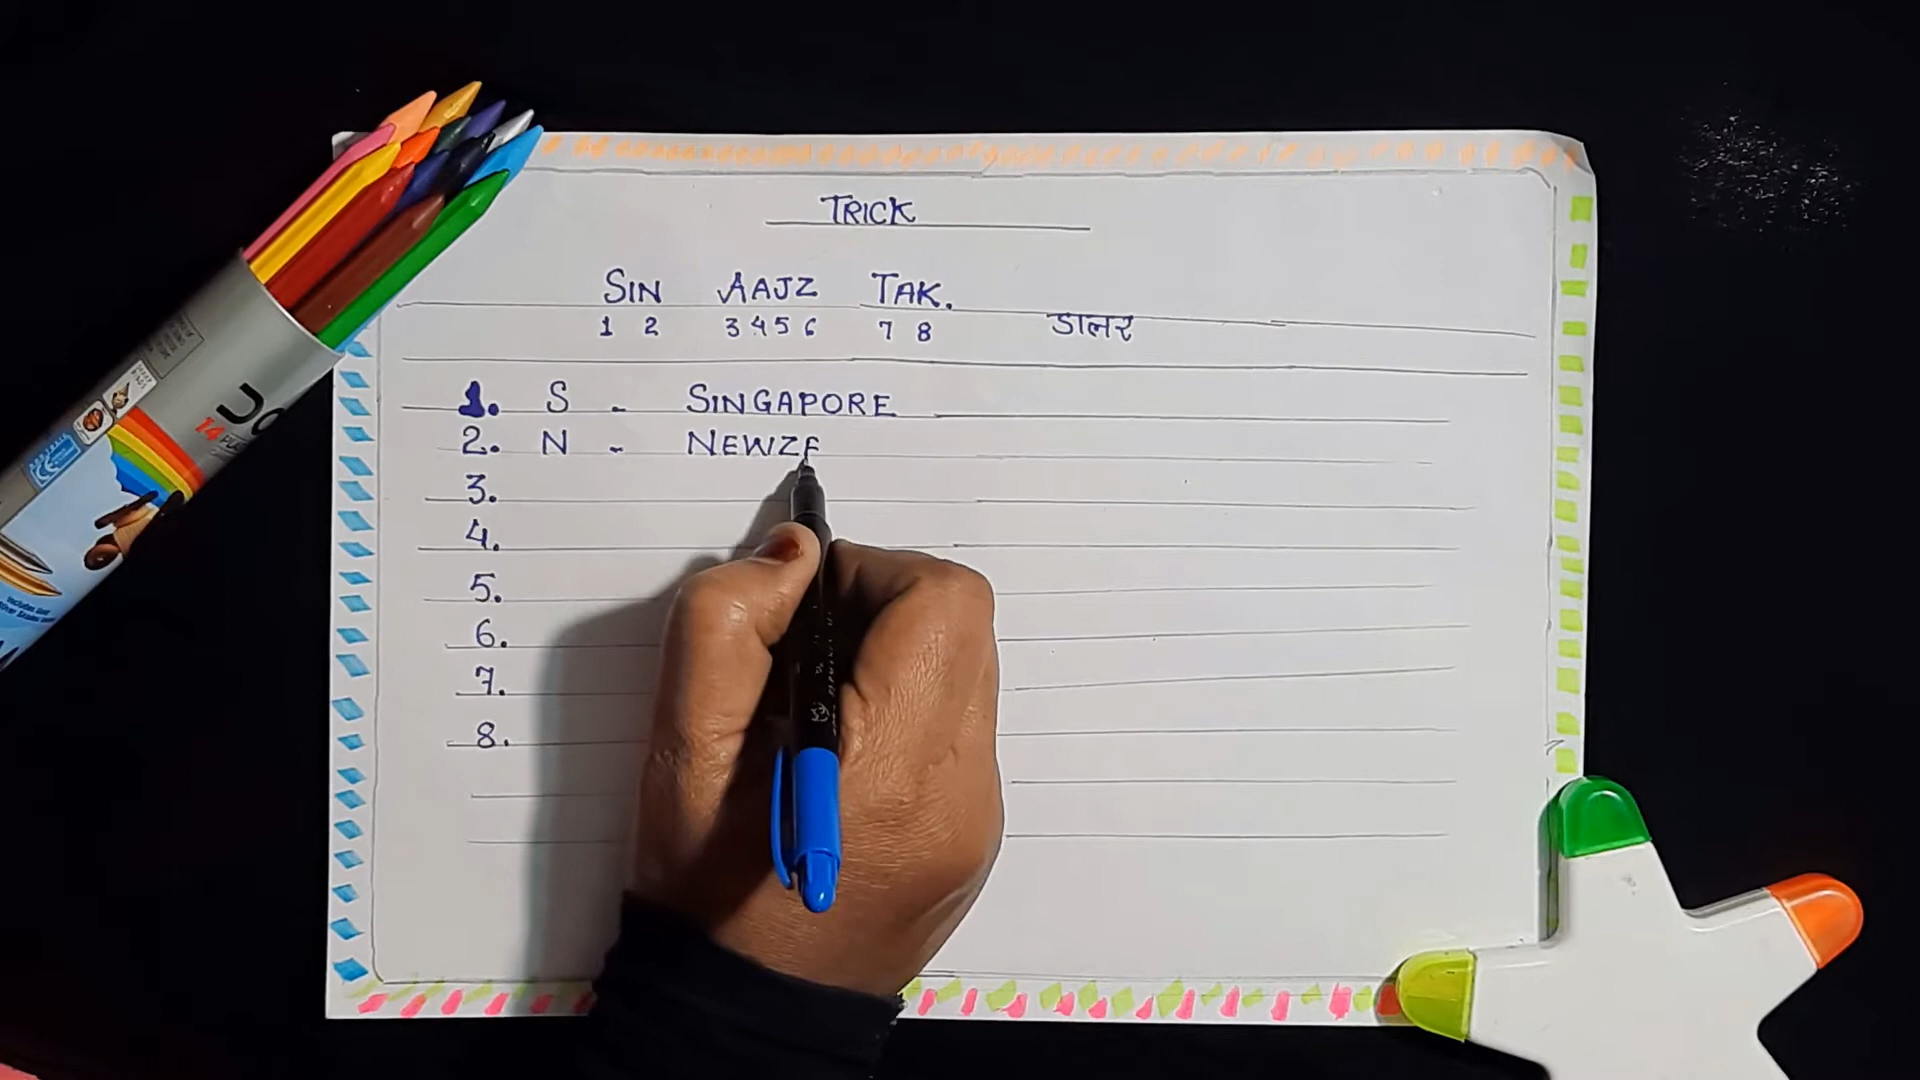 TRICK
SIN AAJZ TAK.
1 2 3 4 5 6 7 8 डालर
1. S - SINGAPORE
2. N - NEWZE
3.
4.
5.
6.
7.
8.
14